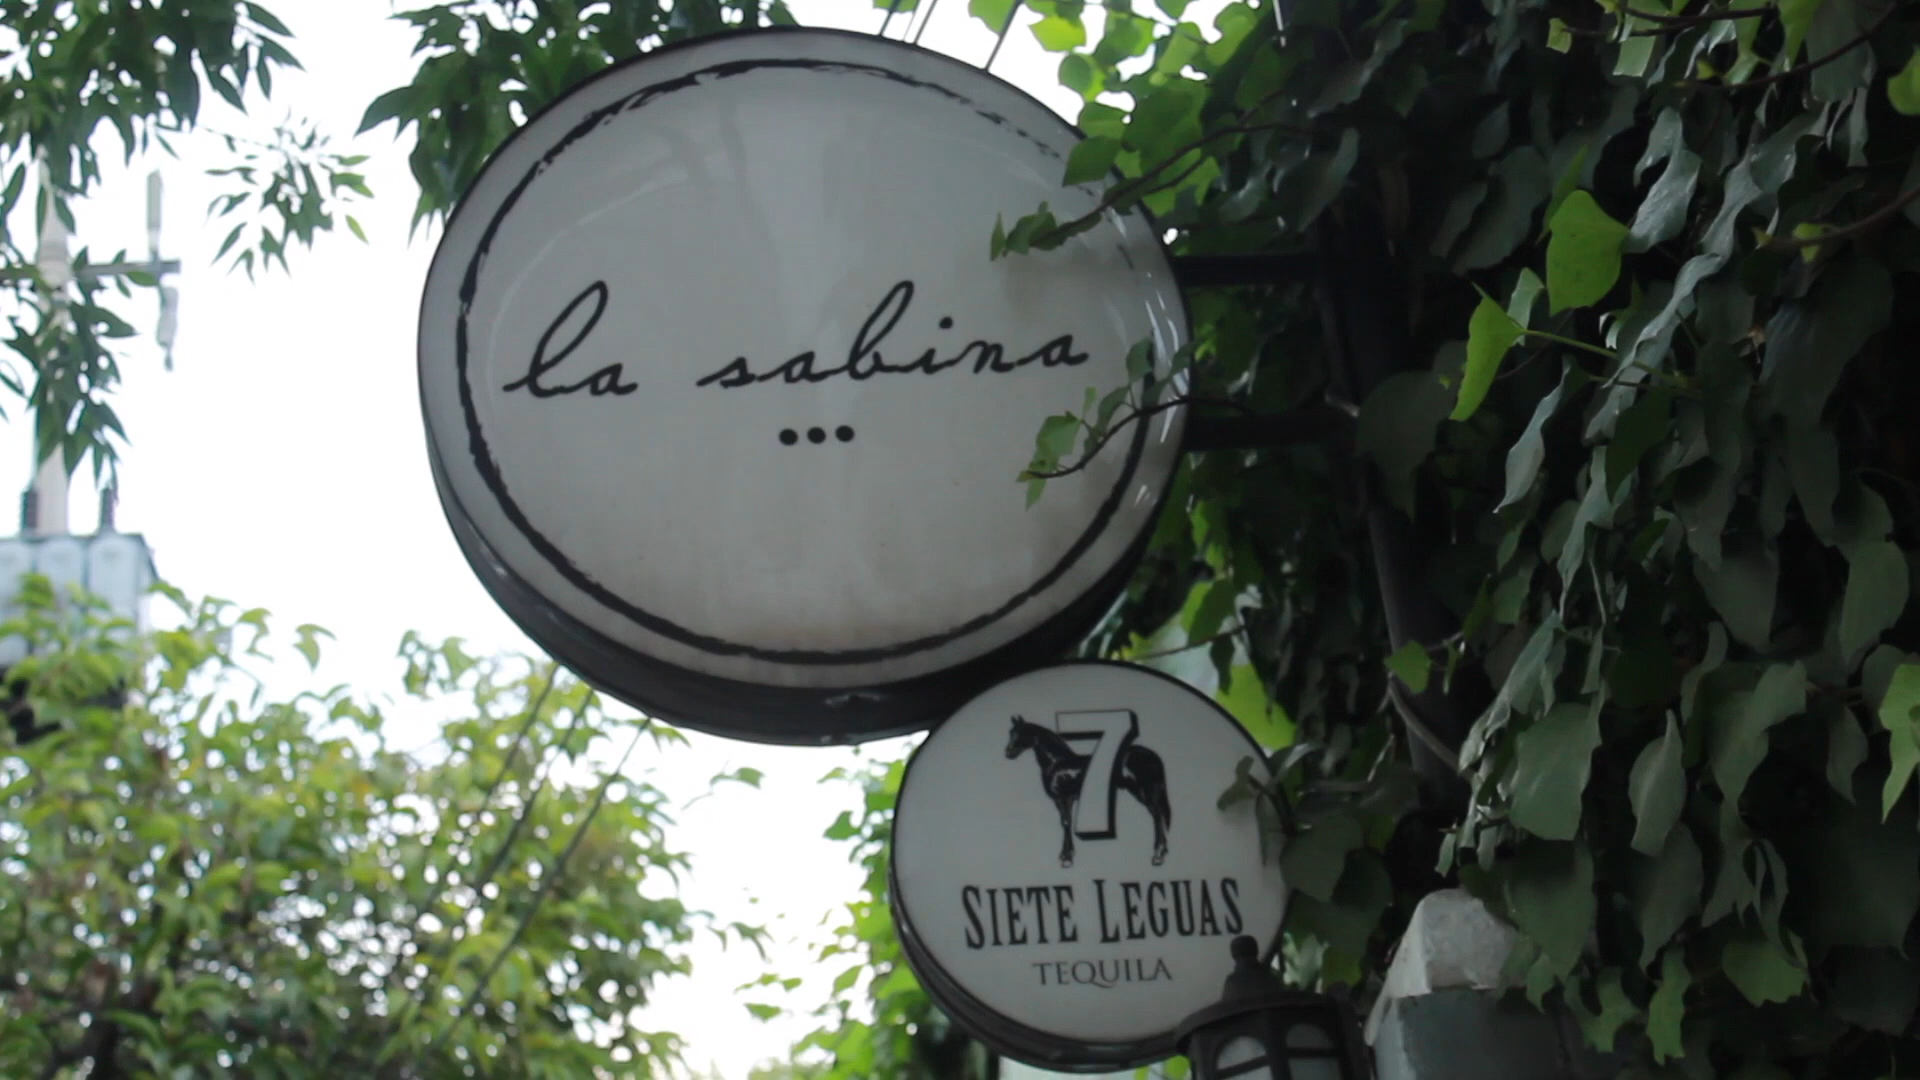 la sabina
...
7
SIETE LEGUAS
TEQUILA